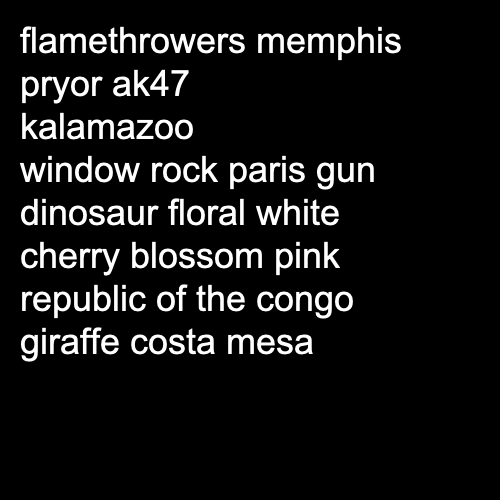 flamethrowers memphis
pryor ak47
kalamazoo
window rock paris gun
dinosaur floral white
cherry blossom pink
republic of the congo
giraffe costa mesa